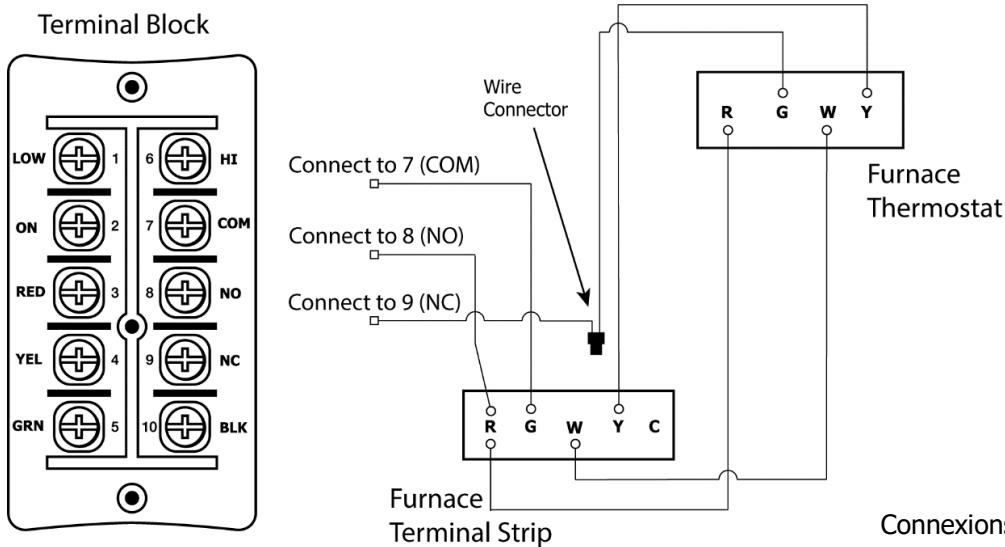 Terminal Block
LOW 1 6 HI
ON 2 7 COM
RED 3 8 NO
YEL 4 9 NC
GRN 5 10 BLK
Wire
Connector
Connect to 7 (COM)
Connect to 8 (NO)
Connect to 9 (NC)
R G W Y
Furnace
Thermostat
R G W Y C
Furnace
Terminal Strip
Connexions